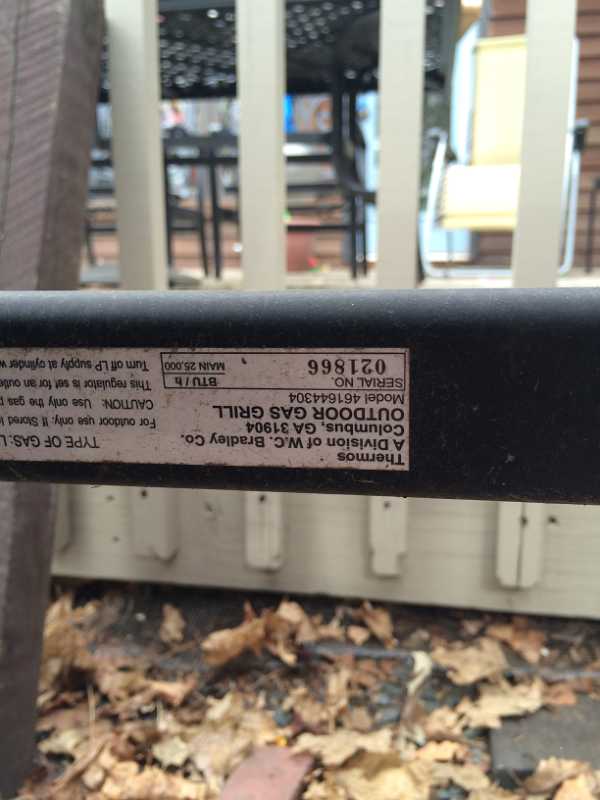 Thermos
A Division of W.C. Bradley Co.
Columbus, GA 31904
OUTDOOR GAS GRILL
Model 461644304
SERIAL NO.
021866
BTU / h
MAIN 25,000
TYPE OF GAS: L
For outdoor use only. If Stored I
CAUTION: Use only the gas p
This regulator is set for an outle
Turn off LP supply at cylinder w